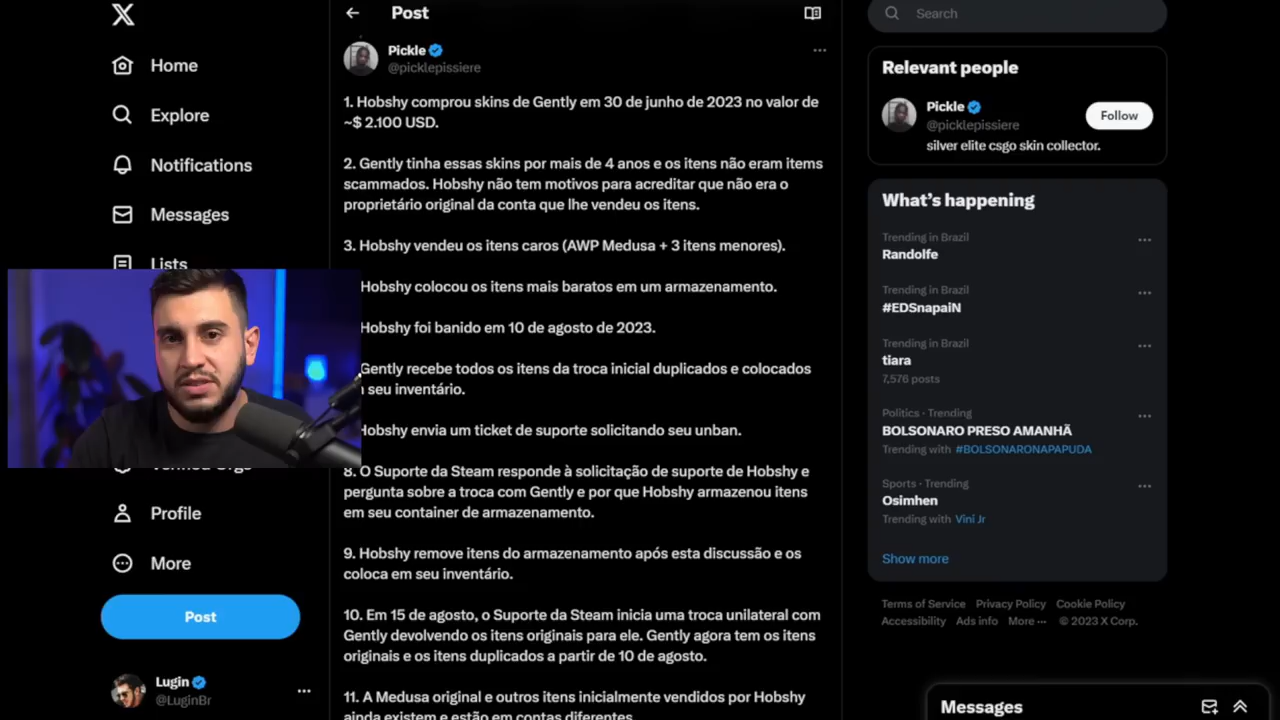 Home
Explore
Notifications
Messages
Lists
Profile
More
Post
Lugin
@LuginBr
Post
Pickle
@picklepissiere
1. Hobshy comprou skins de Gently em 30 de junho de 2023 no valor de
~$ 2.100 USD.
2. Gently tinha essas skins por mais de 4 anos e os itens não eram items
scammados. Hobshy não tem motivos para acreditar que não era o
proprietário original da conta que lhe vendeu os itens.
3. Hobshy vendeu os itens caros (AWP Medusa + 3 itens menores).
Hobshy colocou os itens mais baratos em um armazenamento.
Hobshy foi banido em 10 de agosto de 2023.
Gently recebe todos os itens da troca inicial duplicados e colocados
seu inventário.
Hobshy envia um ticket de suporte solicitando seu unban.
8. O Suporte da Steam responde à solicitação de suporte de Hobshy e
pergunta sobre a troca com Gently e por que Hobshy armazenou itens
em seu container de armazenamento.
9. Hobshy remove itens do armazenamento após esta discussão e os
coloca em seu inventário.
10. Em 15 de agosto, o Suporte da Steam inicia uma troca unilateral com
Gently devolvendo os itens originais para ele. Gently agora tem os itens
originais e os itens duplicados a partir de 10 de agosto.
11. A Medusa original e outros itens inicialmente vendidos por Hobshy
ainda existem e estão em contas diferentes.
Search
Relevant people
Pickle
@picklepissiere
Follow
silver elite csgo skin collector.
What's happening
Trending in Brazil
Randolfe
Trending in Brazil
#EDSnapaiN
Trending in Brazil
tiara
7,576 posts
Politics · Trending
BOLSONARO PRESO AMANHÃ
Trending with #BOLSONARONAPAPUDA
Sports · Trending
Osimhen
Trending with Vini Jr
Show more
Terms of Service Privacy Policy Cookie Policy
Accessibility Ads info More ··· © 2023 X Corp.
Messages